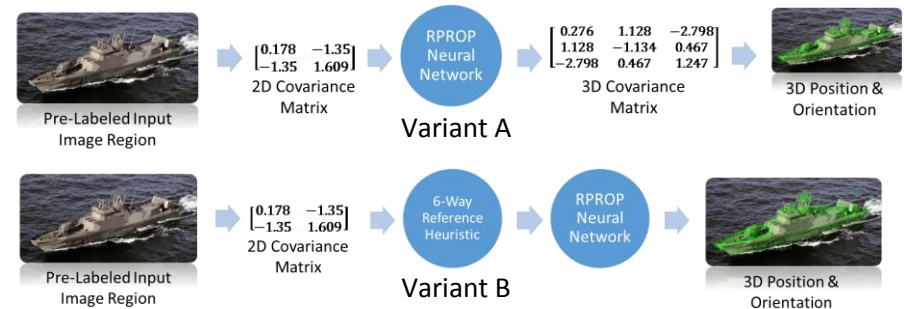 Pre-Labeled Input
Image Region
[0.178 −1.35]
[−1.35 1.609]
2D Covariance
Matrix
RPROP
Neural
Network
Variant A
[0.276 1.128 −2.798]
[1.128 −1.134 0.467]
[−2.798 0.467 1.247]
3D Covariance
Matrix
3D Position &
Orientation
Pre-Labeled Input
Image Region
[0.178 −1.35]
[−1.35 1.609]
2D Covariance
Matrix
6-Way
Reference
Heuristic
Variant B
RPROP
Neural
Network
3D Position &
Orientation